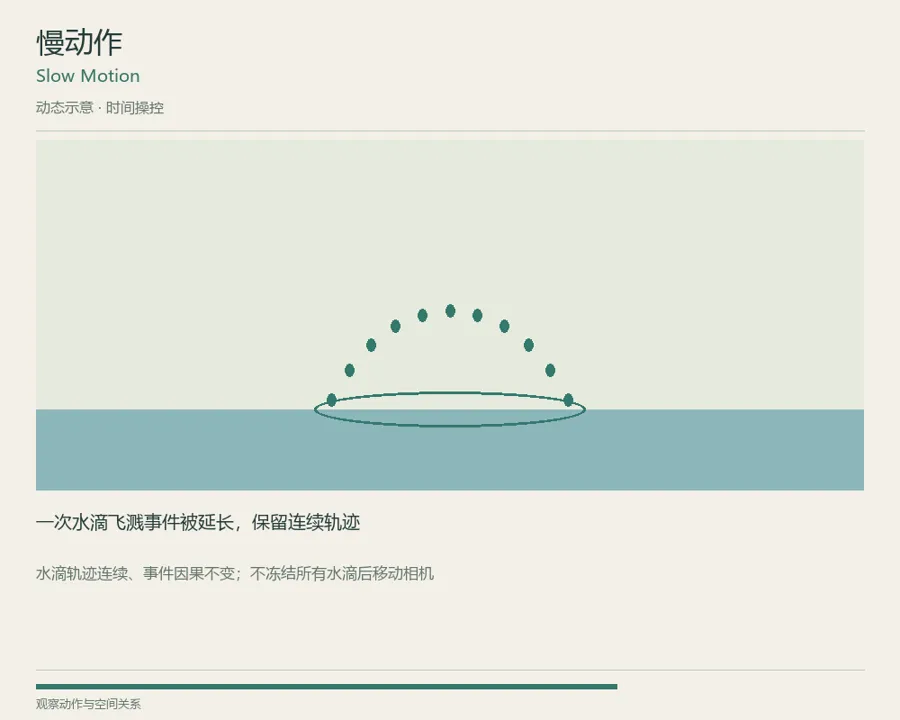 慢动作
Slow Motion
动态示意 · 时间操控
一次水滴飞溅事件被延长，保留连续轨迹
水滴轨迹连续、事件因果不变；不冻结所有水滴后移动相机
观察动作与空间关系